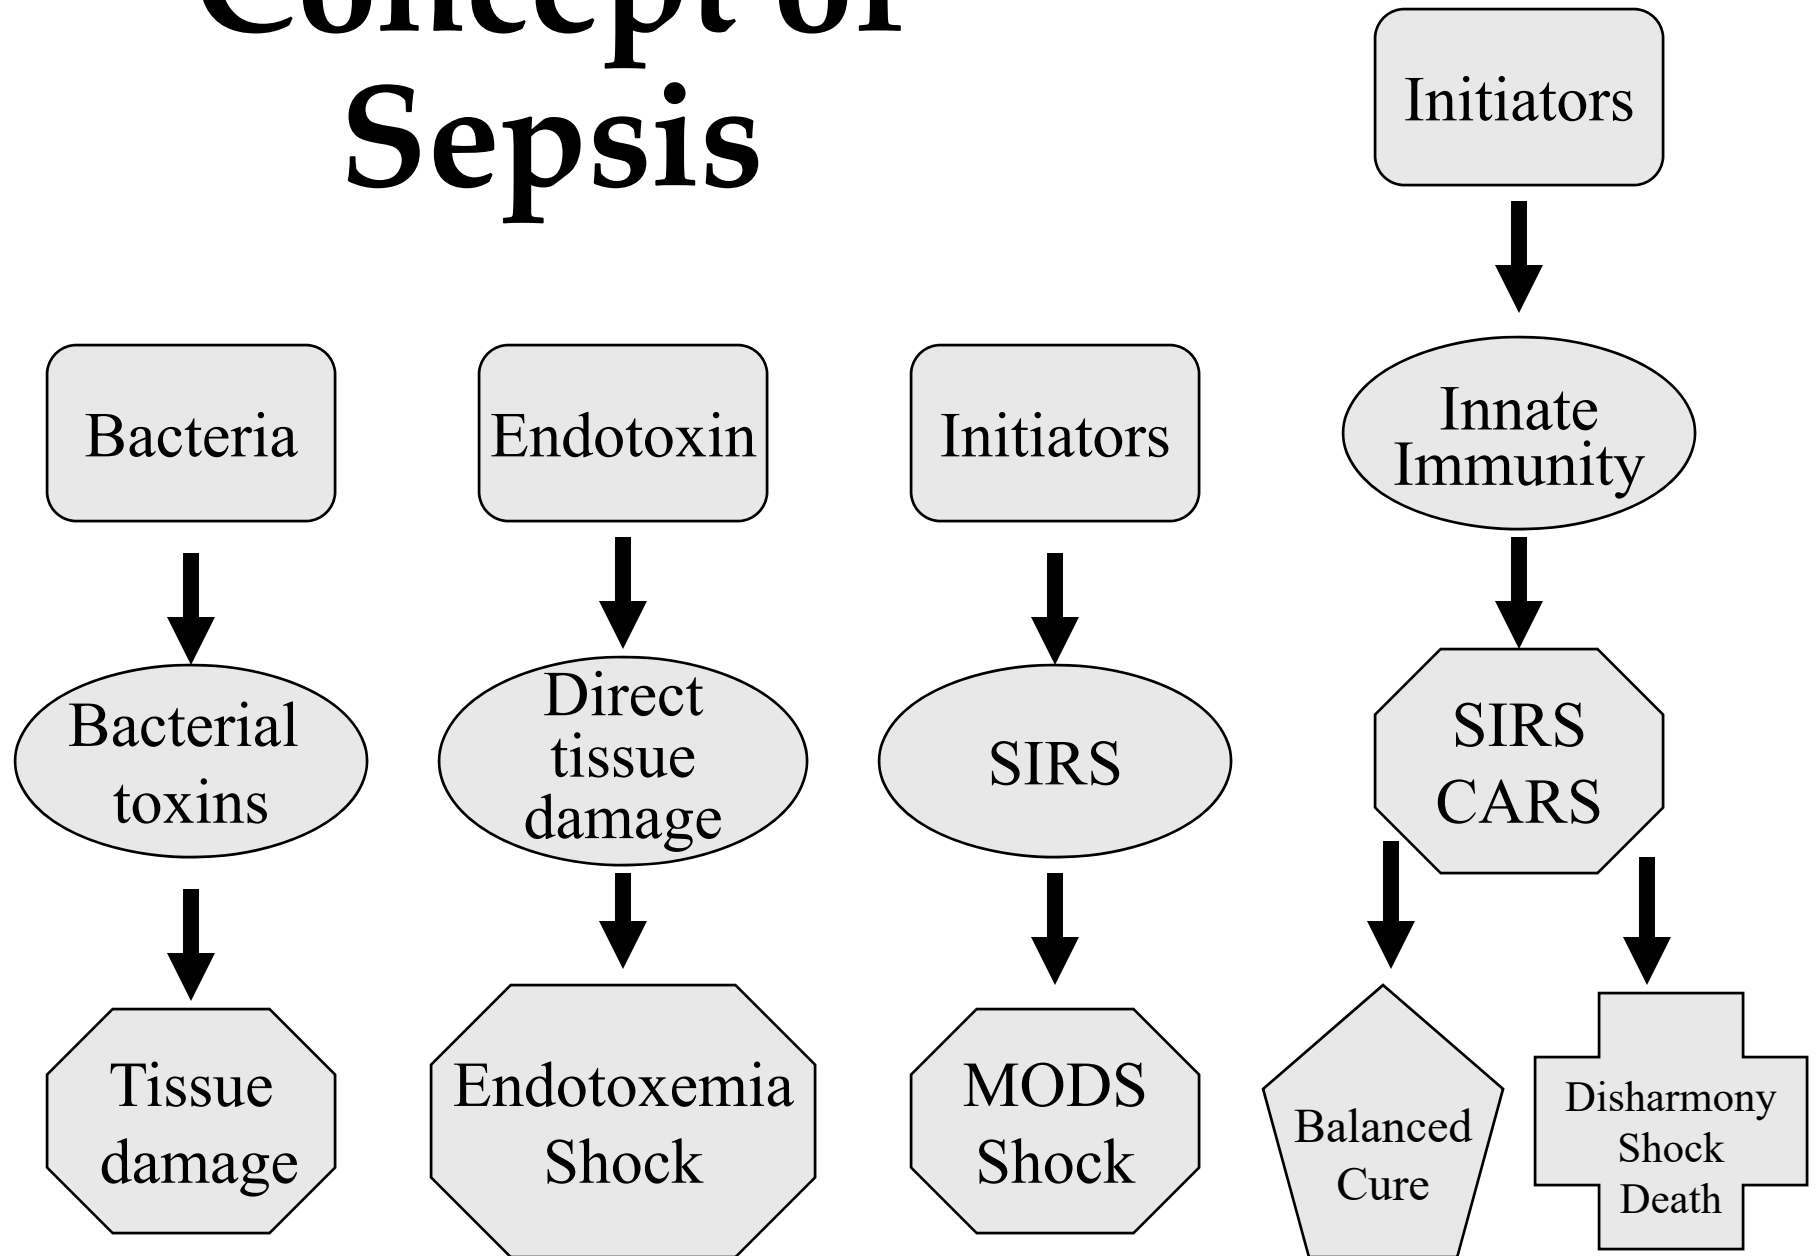 Concept of
Sepsis
Initiators
Innate
Immunity
SIRS
CARS
Balanced
Cure
Disharmony
Shock
Death
Bacteria
Bacterial
toxins
Tissue
damage
Endotoxin
Direct
tissue
damage
Endotoxemia
Shock
Initiators
SIRS
MODS
Shock